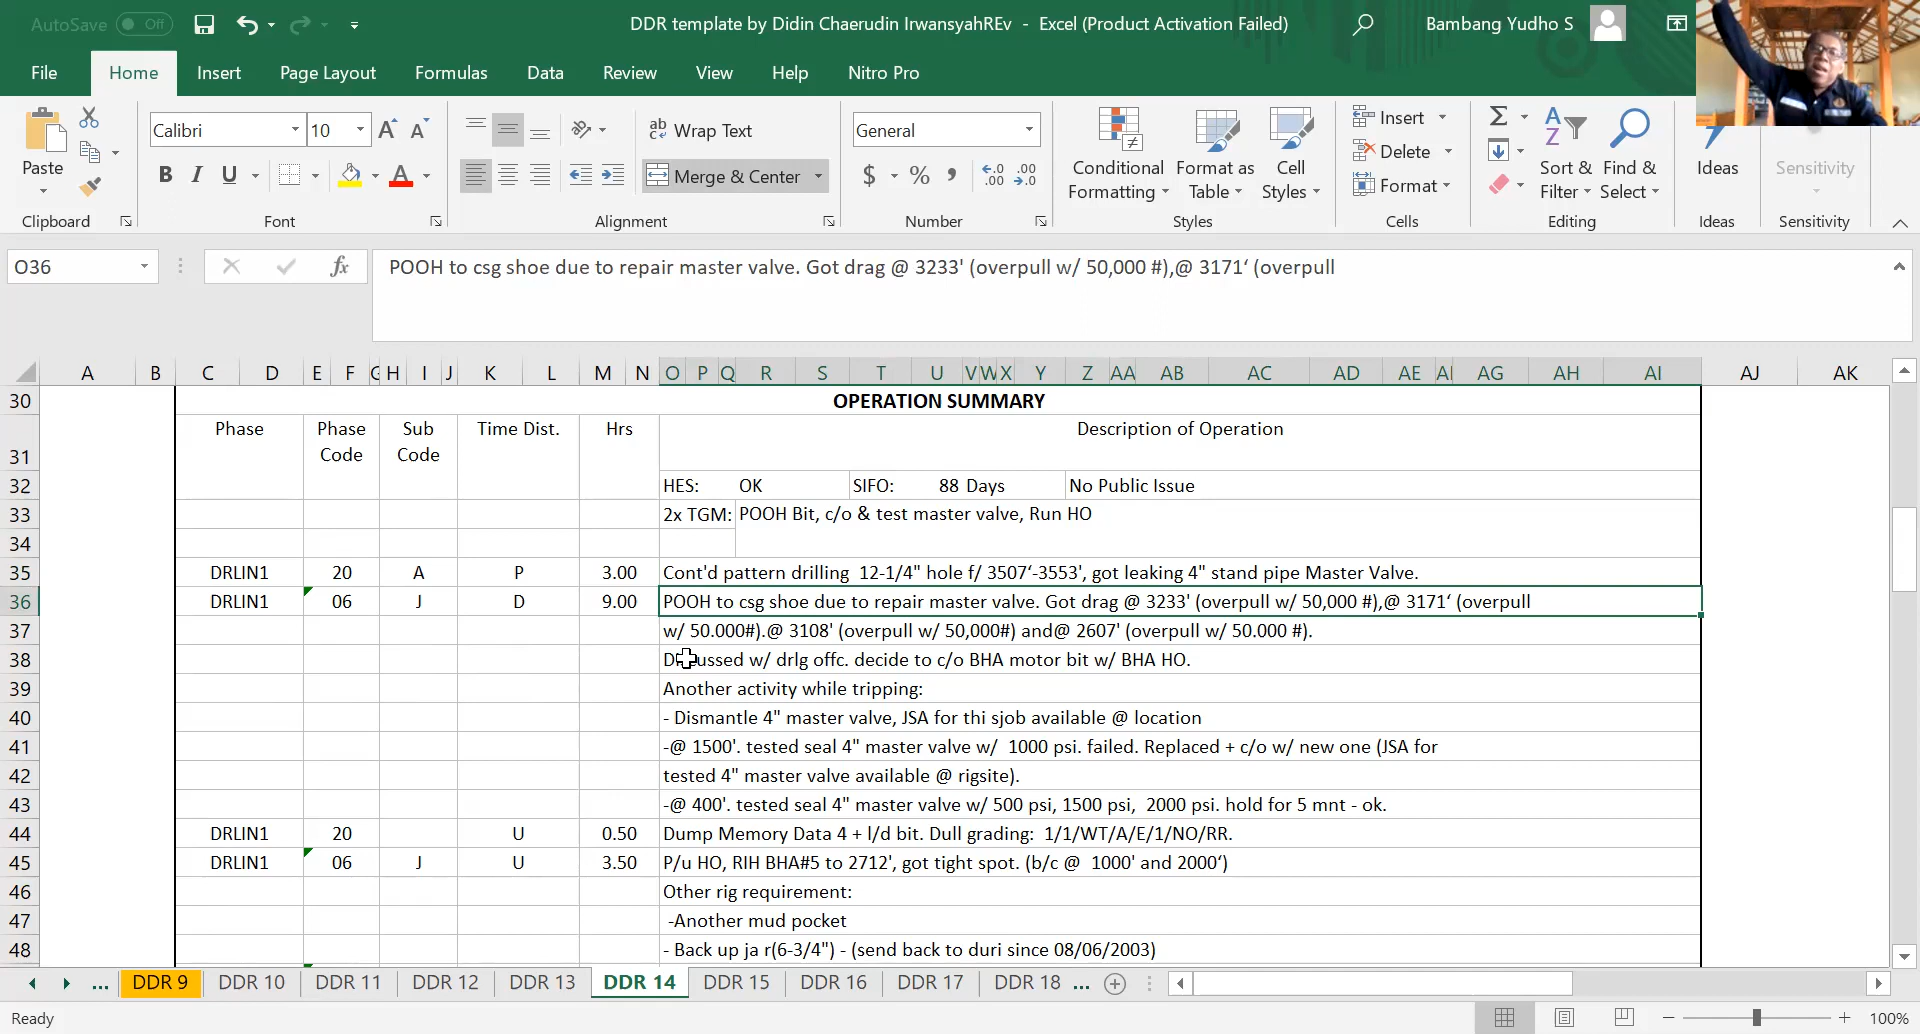 AutoSave Off DDR template by Didin Chaerudin IrwansyahREv - Excel (Product Activation Failed) Bambang Yudho S
File Home Insert Page Layout Formulas Data Review View Help Nitro Pro
Paste Calibri 10 Wrap Text General Conditional Formatting Format as Table Cell Styles Insert Sort & Filter Find & Select Ideas Sensitivity
B I U A Merge & Center $ % Delete
Format
Clipboard Font Alignment Number Styles Cells Editing Ideas Sensitivity
O36 fx POOH to csg shoe due to repair master valve. Got drag @ 3233' (overpull w/ 50,000 #),@ 3171‘ (overpull
A B C D E F G H I J K L M N O P Q R S T U V W X Y Z AA AB AC AD AE AG AH AI AJ AK
30 OPERATION SUMMARY
31 Phase Phase Code Sub Code Time Dist. Hrs Description of Operation
32 HES: OK SIFO: 88 Days No Public Issue
33 2x TGM: POOH Bit, c/o & test master valve, Run HO
34
35 DRLIN1 20 A P 3.00 Cont'd pattern drilling 12-1/4" hole f/ 3507‘-3553', got leaking 4" stand pipe Master Valve.
36 DRLIN1 06 J D 9.00 POOH to csg shoe due to repair master valve. Got drag @ 3233' (overpull w/ 50,000 #),@ 3171‘ (overpull
37 w/ 50.000#).@ 3108' (overpull w/ 50,000#) and@ 2607' (overpull w/ 50.000 #).
38 ussed w/ drlg offc. decide to c/o BHA motor bit w/ BHA HO.
39 Another activity while tripping:
40 - Dismantle 4" master valve, JSA for thi sjob available @ location
41 -@ 1500'. tested seal 4" master valve w/ 1000 psi. failed. Replaced + c/o w/ new one (JSA for
42 tested 4" master valve available @ rigsite).
43 -@ 400'. tested seal 4" master valve w/ 500 psi, 1500 psi, 2000 psi. hold for 5 mnt - ok.
44 DRLIN1 20 U 0.50 Dump Memory Data 4 + l/d bit. Dull grading: 1/1/WT/A/E/1/NO/RR.
45 DRLIN1 06 J U 3.50 P/u HO, RIH BHA#5 to 2712', got tight spot. (b/c @ 1000' and 2000‘)
46 Other rig requirement:
47 -Another mud pocket
48 - Back up ja r(6-3/4") - (send back to duri since 08/06/2003)
... DDR 9 DDR 10 DDR 11 DDR 12 DDR 13 DDR 14 DDR 15 DDR 16 DDR 17 DDR 18 ...
Ready 100%